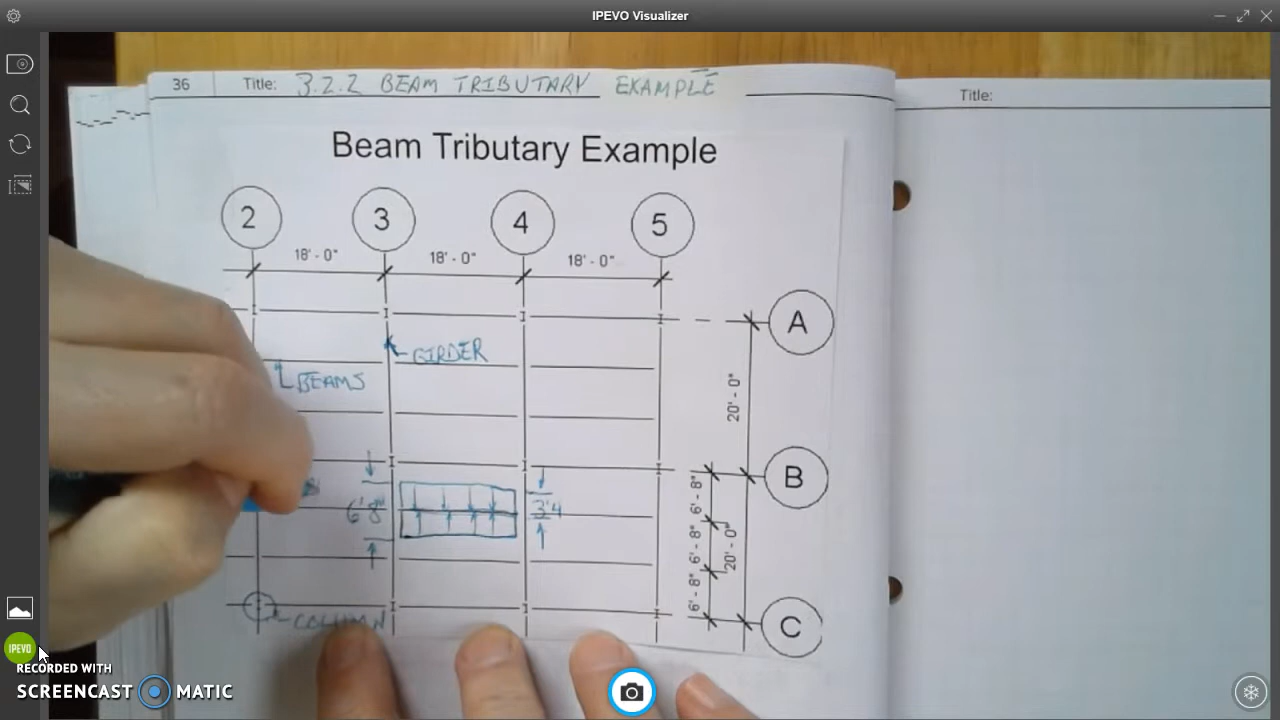 IPEVO Visualizer
36 Title: 3.2.2 BEAM TRIBUTARY EXAMPLE
Title:
Beam Tributary Example
2 3 4 5
18' - 0" 18' - 0" 18' - 0"
A
GIRDER
BEAMS
20' - 0"
B
6' - 8"
6' - 8"
6' - 8"
20' - 0"
6'8"
3'4
C
COLUMN
IPEVO
RECORDED WITH
SCREENCAST MATIC